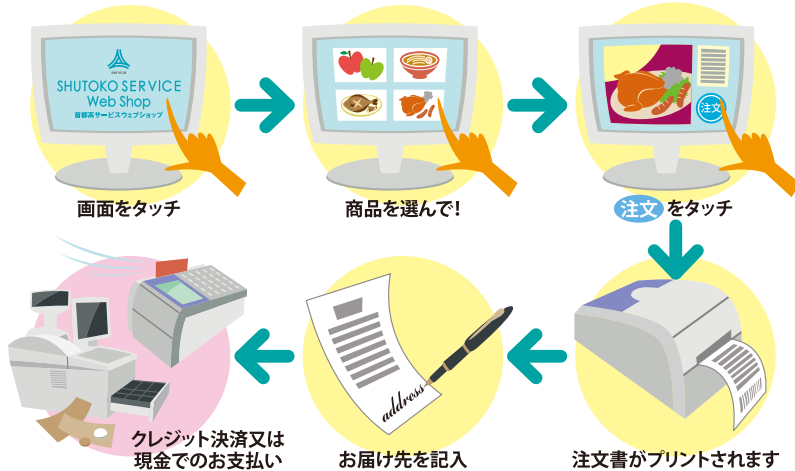 service
SHUTOKO SERVICE
Web Shop
首都高サービスウェブショップ
画面をタッチ
商品を選んで!
注文
注文 をタッチ
注文書がプリントされます
address
お届け先を記入
クレジット決済又は
現金でのお支払い